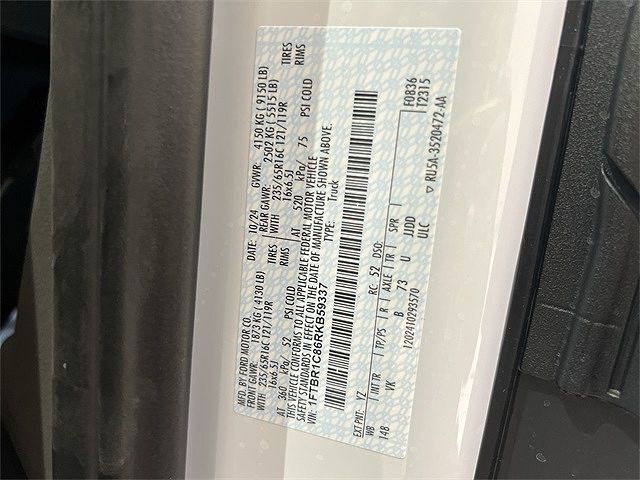 MFD. BY FORD MOTOR CO.
DATE: 10/24 GVWR: 4150 KG (9150 LB)
FRONT GAWR: 1873 KG (4130 LB)
REAR GAWR: 2502 KG (5515 LB)
WITH 235/65R16C 121/119R TIRES
WITH 235/65R16C 121/119R TIRES
16x6.5J RIMS
16x6.5J RIMS
AT 360 kPa/ 52 PSI COLD
AT 520 kPa/ 75 PSI COLD
THIS VEHICLE CONFORMS TO ALL APPLICABLE FEDERAL MOTOR VEHICLE
SAFETY STANDARDS IN EFFECT ON THE DATE OF MANUFACTURE SHOWN ABOVE.
VIN: 1FTBR1C86RKB59337
TYPE: Truck
EXT PNT: YZ RC: 52 DSO: F0836
WB INT TR TP/PS R AXLE TR SPR T2315
148 VK B 73 U JJDD
ULC
1202410293570 ▽ RU5A-3520472-AA